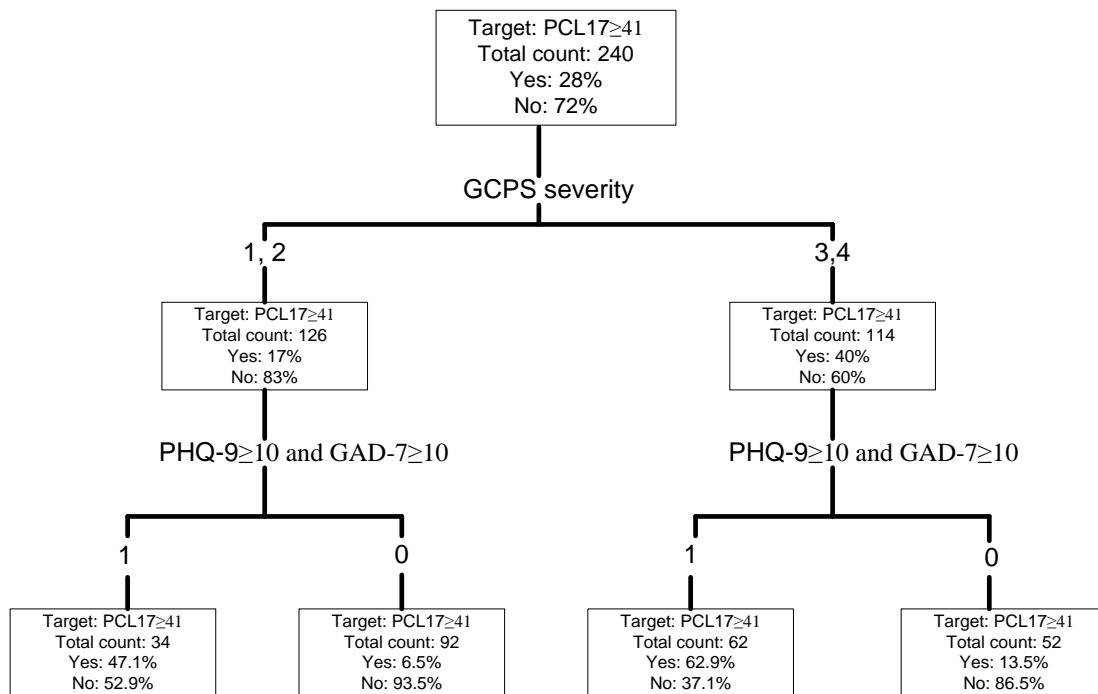 Target: PCL17≥41
Total count: 240
Yes: 28%
No: 72%
GCPS severity
1, 2
3,4
Target: PCL17≥41
Total count: 126
Yes: 17%
No: 83%
Target: PCL17≥41
Total count: 114
Yes: 40%
No: 60%
PHQ-9≥10 and GAD-7≥10
PHQ-9≥10 and GAD-7≥10
1
0
1
0
Target: PCL17≥41
Total count: 34
Yes: 47.1%
No: 52.9%
Target: PCL17≥41
Total count: 92
Yes: 6.5%
No: 93.5%
Target: PCL17≥41
Total count: 62
Yes: 62.9%
No: 37.1%
Target: PCL17≥41
Total count: 52
Yes: 13.5%
No: 86.5%